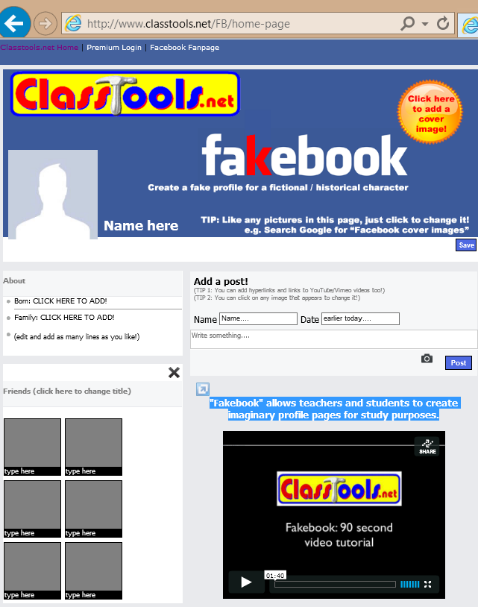 http://www.classtools.net/FB/home-page
Classtools.net Home | Premium Login | Facebook Fanpage
ClassTools.net
Click here
to add a
cover
image!
fakebook
Create a fake profile for a fictional / historical character
Name here
TIP: Like any pictures in this page, just click to change it!
e.g. Search Google for "Facebook cover images"
Save
About
Born: CLICK HERE TO ADD!
Family: CLICK HERE TO ADD!
(edit and add as many lines as you like!)
Friends (click here to change title)
type here
type here
type here
type here
type here
type here
Add a post!
(TIP 1: You can add hyperlinks and links to YouTube/Vimeo videos too!)
(TIP 2: You can click on any image that appears to change it!)
Name Name.... Date earlier today....
Write something....
Post
"Fakebook" allows teachers and students to create
imaginary profile pages for study purposes.
SHARE
ClassTools.net
Fakebook: 90 second
video tutorial
01:40